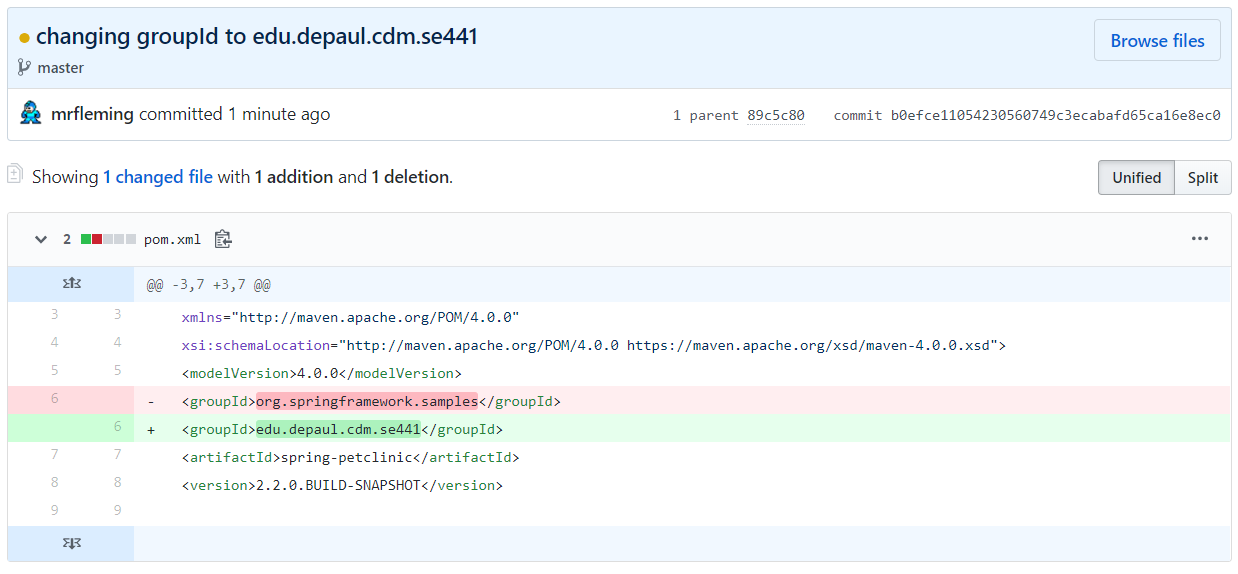 changing groupId to edu.depaul.cdm.se441
Browse files
master
mrfleming committed 1 minute ago
1 parent 89c5c80 commit b0efce11054230560749c3ecabafd65ca16e8ec0
Showing 1 changed file with 1 addition and 1 deletion.
Unified Split
2 pom.xml
@@ -3,7 +3,7 @@
3 3 xmlns="http://maven.apache.org/POM/4.0.0"
4 4 xsi:schemaLocation="http://maven.apache.org/POM/4.0.0 https://maven.apache.org/xsd/maven-4.0.0.xsd">
5 5 <modelVersion>4.0.0</modelVersion>
6 - <groupId>org.springframework.samples</groupId>
6 + <groupId>edu.depaul.cdm.se441</groupId>
7 7 <artifactId>spring-petclinic</artifactId>
8 8 <version>2.2.0.BUILD-SNAPSHOT</version>
9 9